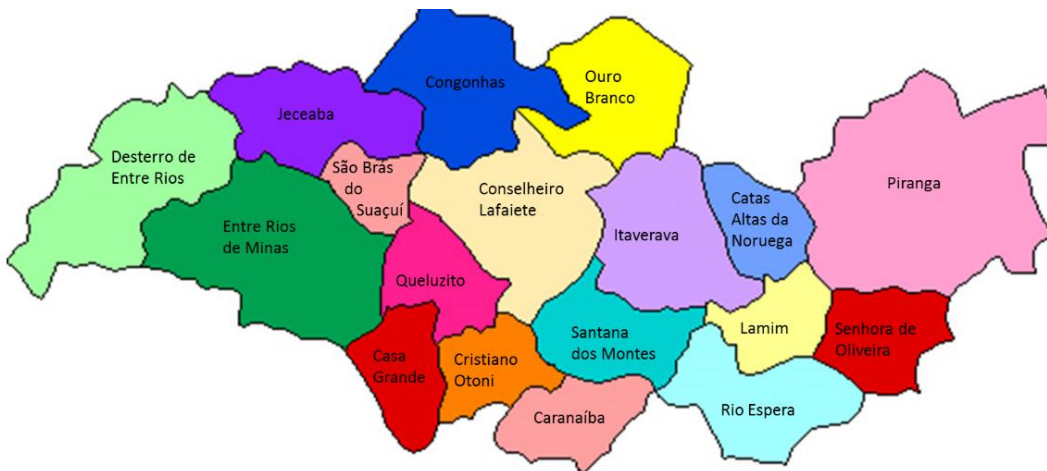 Congonhas
Ouro
Branco
Jeceaba
Desterro de
Entre Rios
São Brás
do
Suaçuí
Conselheiro
Lafaiete
Catas
Altas da
Noruega
Piranga
Entre Rios
de Minas
Itaverava
Queluzito
Santana
dos Montes
Lamim
Senhora de
Oliveira
Casa
Grande
Cristiano
Otoni
Caranaíba
Rio Espera